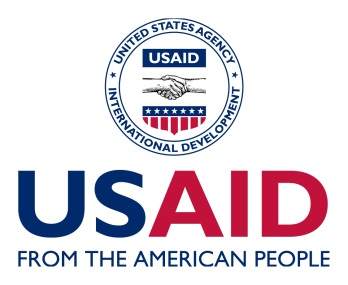 UNITED STATES AGENCY
USAID
INTERNATIONAL DEVELOPMENT
USAID
FROM THE AMERICAN PEOPLE